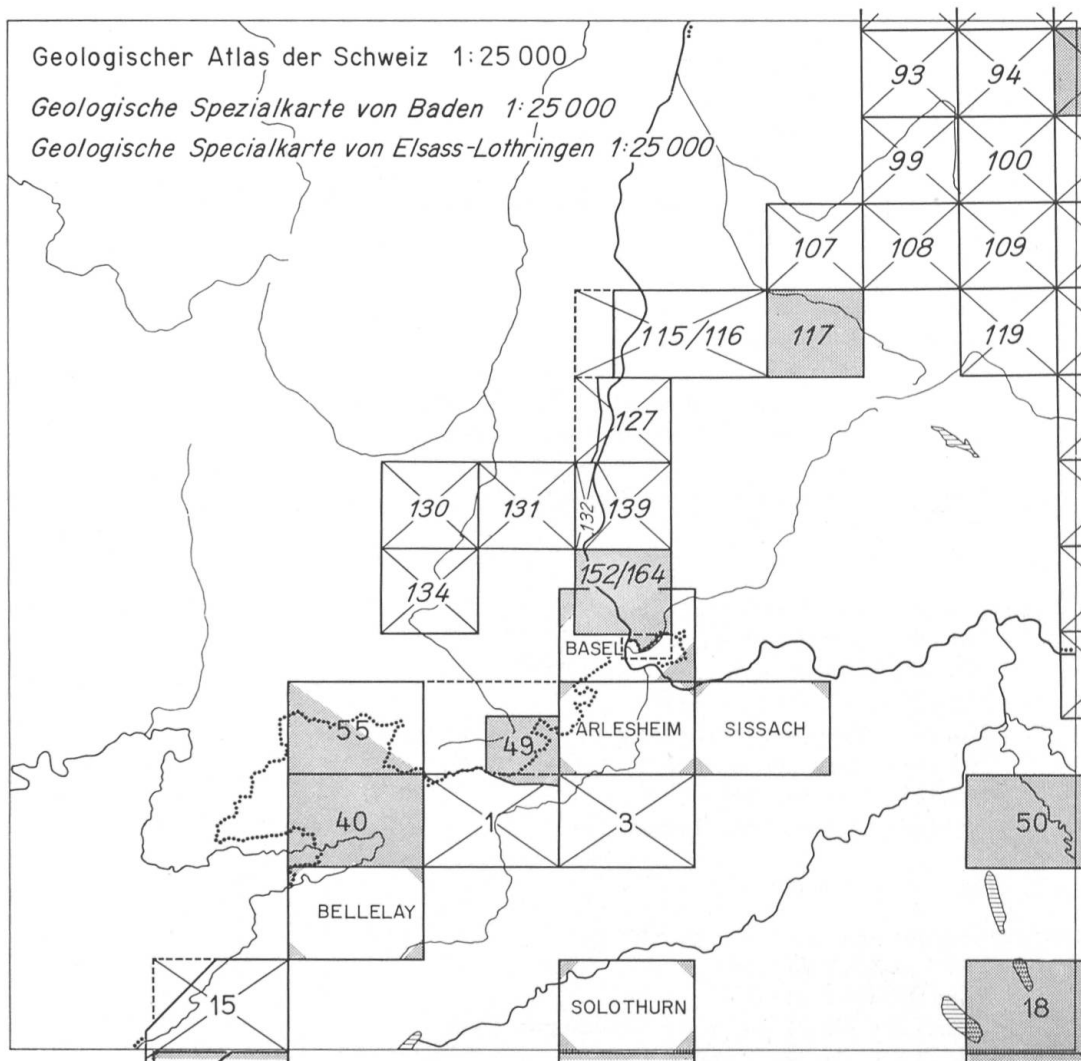 Geologischer Atlas der Schweiz 1:25 000
Geologische Spezialkarte von Baden 1:25 000
Geologische Specialkarte von Elsass-Lothringen 1:25 000
93 94
99 100
107 108 109
115/116 117 119
127
130 131 132 139
134 152/164
BASEL
55 49 ARLESHEIM SISSACH
40 1 3 50
BELLELAY
15 SOLOTHURN 18